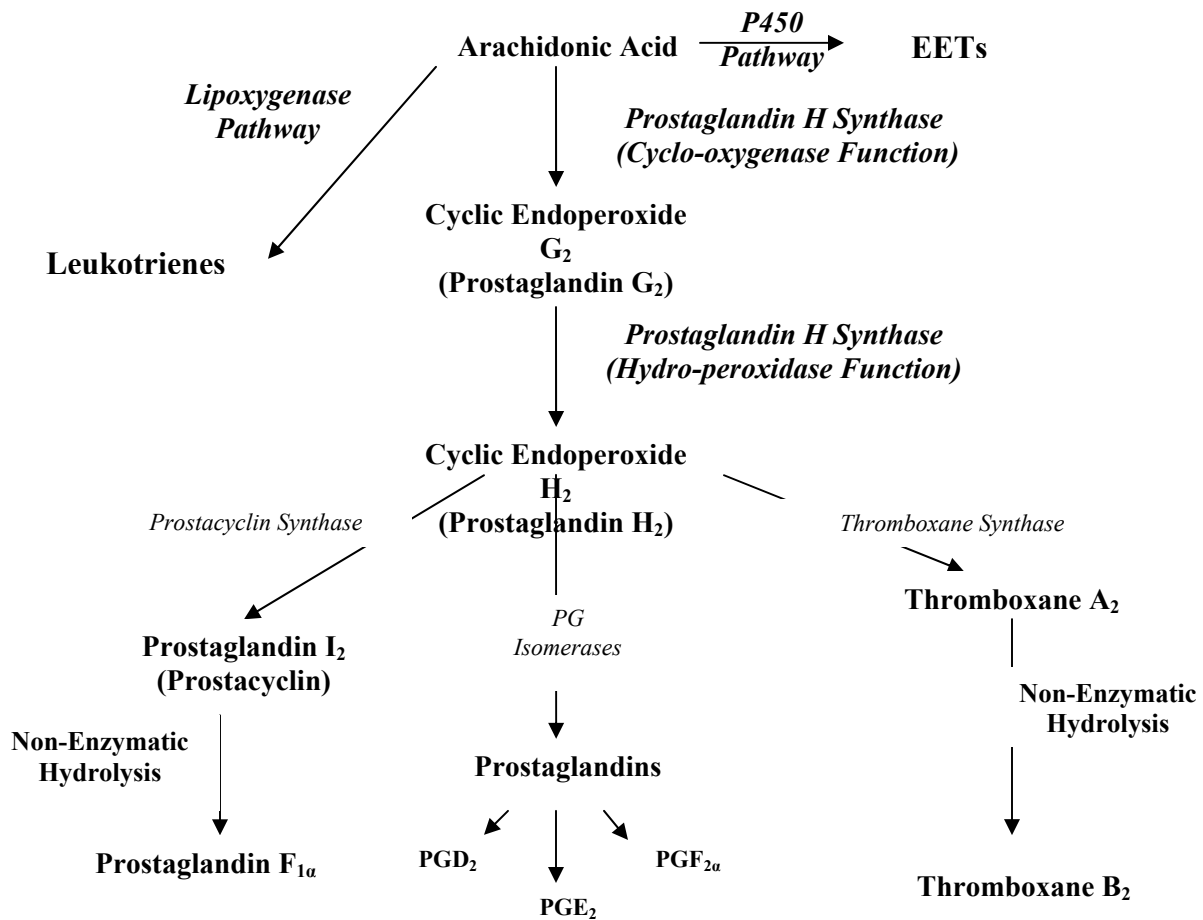 Arachidonic Acid
P450
Pathway
EETs
Lipoxygenase
Pathway
Prostaglandin H Synthase
(Cyclo-oxygenase Function)
Cyclic Endoperoxide
G₂
(Prostaglandin G₂)
Leukotrienes
Prostaglandin H Synthase
(Hydro-peroxidase Function)
Cyclic Endoperoxide
H₂
(Prostaglandin H₂)
Prostacyclin Synthase
Thromboxane Synthase
PG
Isomerases
Thromboxane A₂
Prostaglandin I₂
(Prostacyclin)
Non-Enzymatic
Hydrolysis
Non-Enzymatic
Hydrolysis
Prostaglandins
Prostaglandin F₁α
PGD₂
PGF₂α
PGE₂
Thromboxane B₂